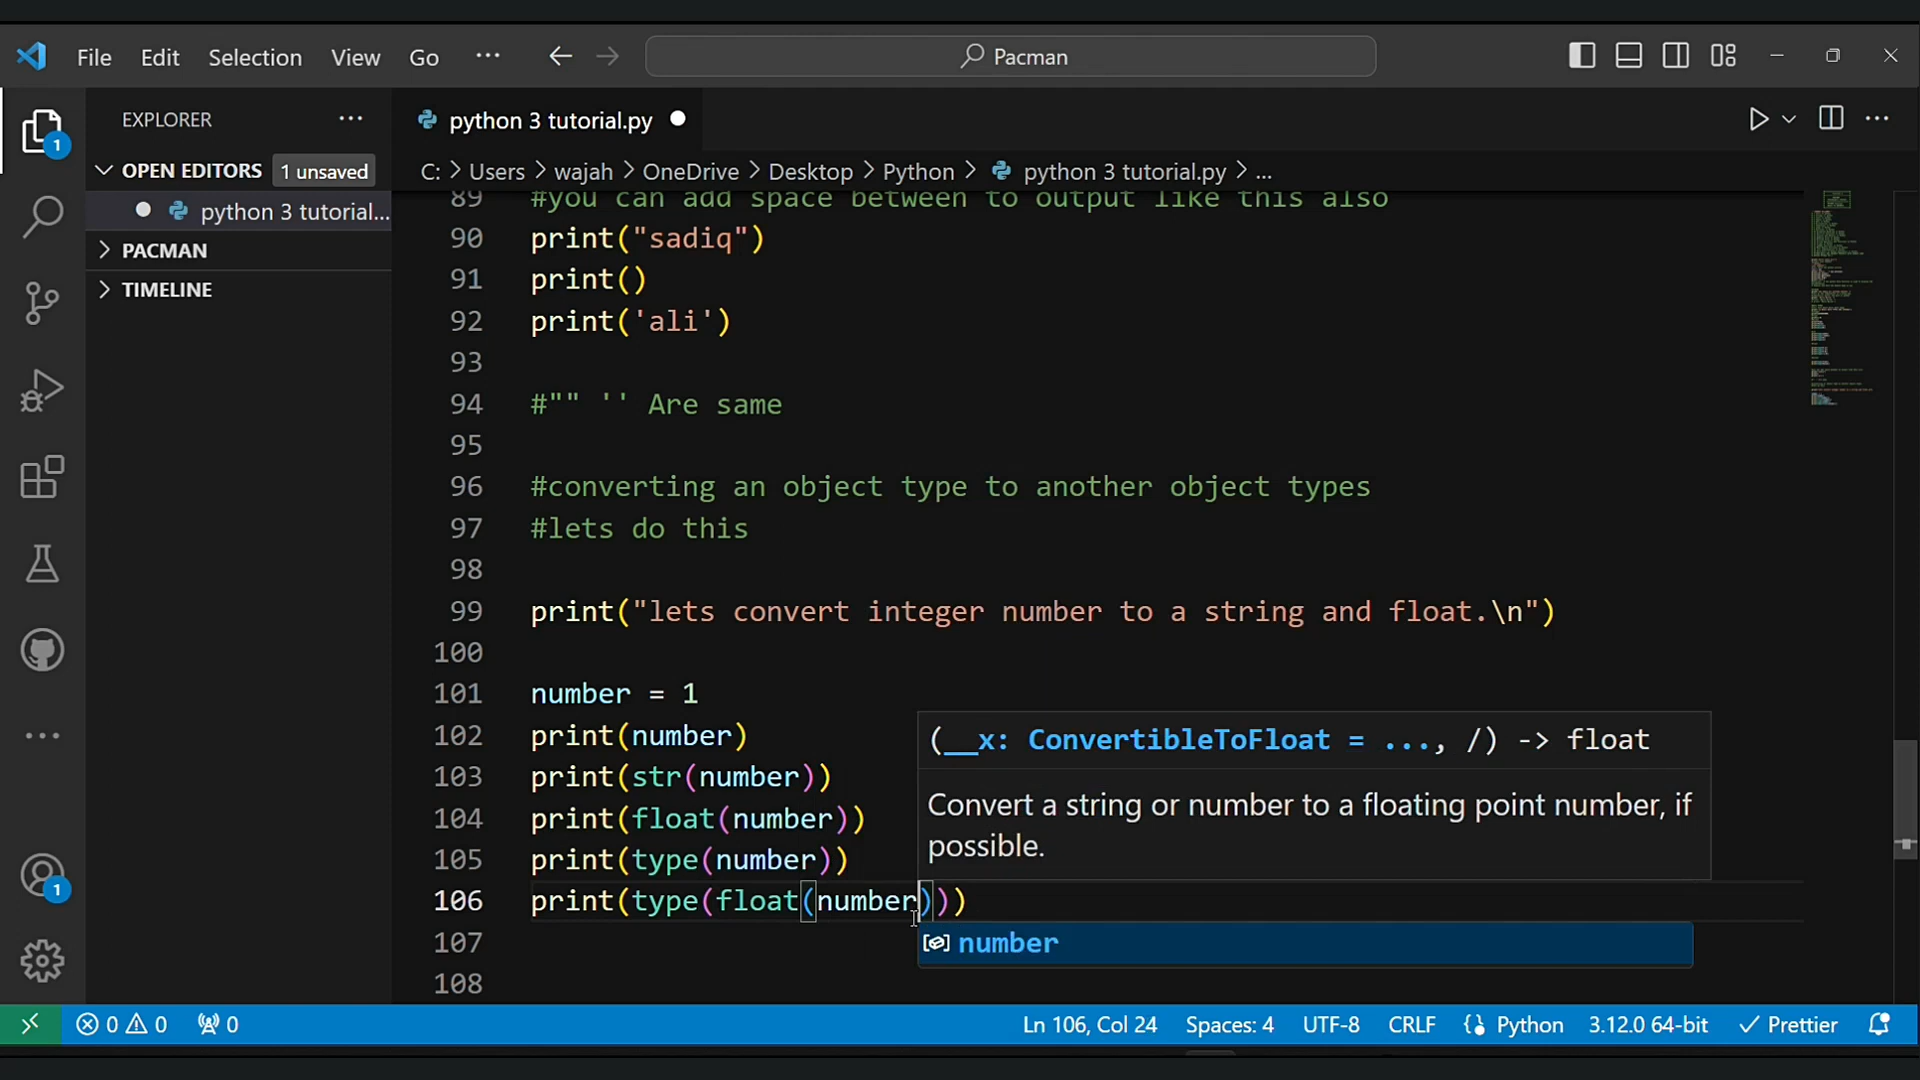 File Edit Selection View Go ... Pacman
EXPLORER ...
python 3 tutorial.py
OPEN EDITORS 1 unsaved
C: > Users > wajah > OneDrive > Desktop > Python > python 3 tutorial.py > ...
python 3 tutorial...
PACMAN
TIMELINE
89 #you can add space between to output like this also
90 print("sadiq")
91 print()
92 print('ali')
93
94 #"" '' Are same
95
96 #converting an object type to another object types
97 #lets do this
98
99 print("lets convert integer number to a string and float.\n")
100
101 number = 1
102 print(number)
103 print(str(number))
104 print(float(number))
105 print(type(number))
106 print(type(float(number)))
107
108
(__x: ConvertibleToFloat = ..., /) -> float
Convert a string or number to a floating point number, if
possible.
number
1
1
0 0 0 Ln 106, Col 24 Spaces: 4 UTF-8 CRLF Python 3.12.0 64-bit Prettier